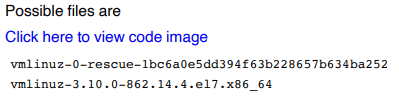 Possible files are
Click here to view code image
vmlinuz-0-rescue-1bc6a0e5dd394f63b228657b634ba252
vmlinuz-3.10.0-862.14.4.el7.x86_64